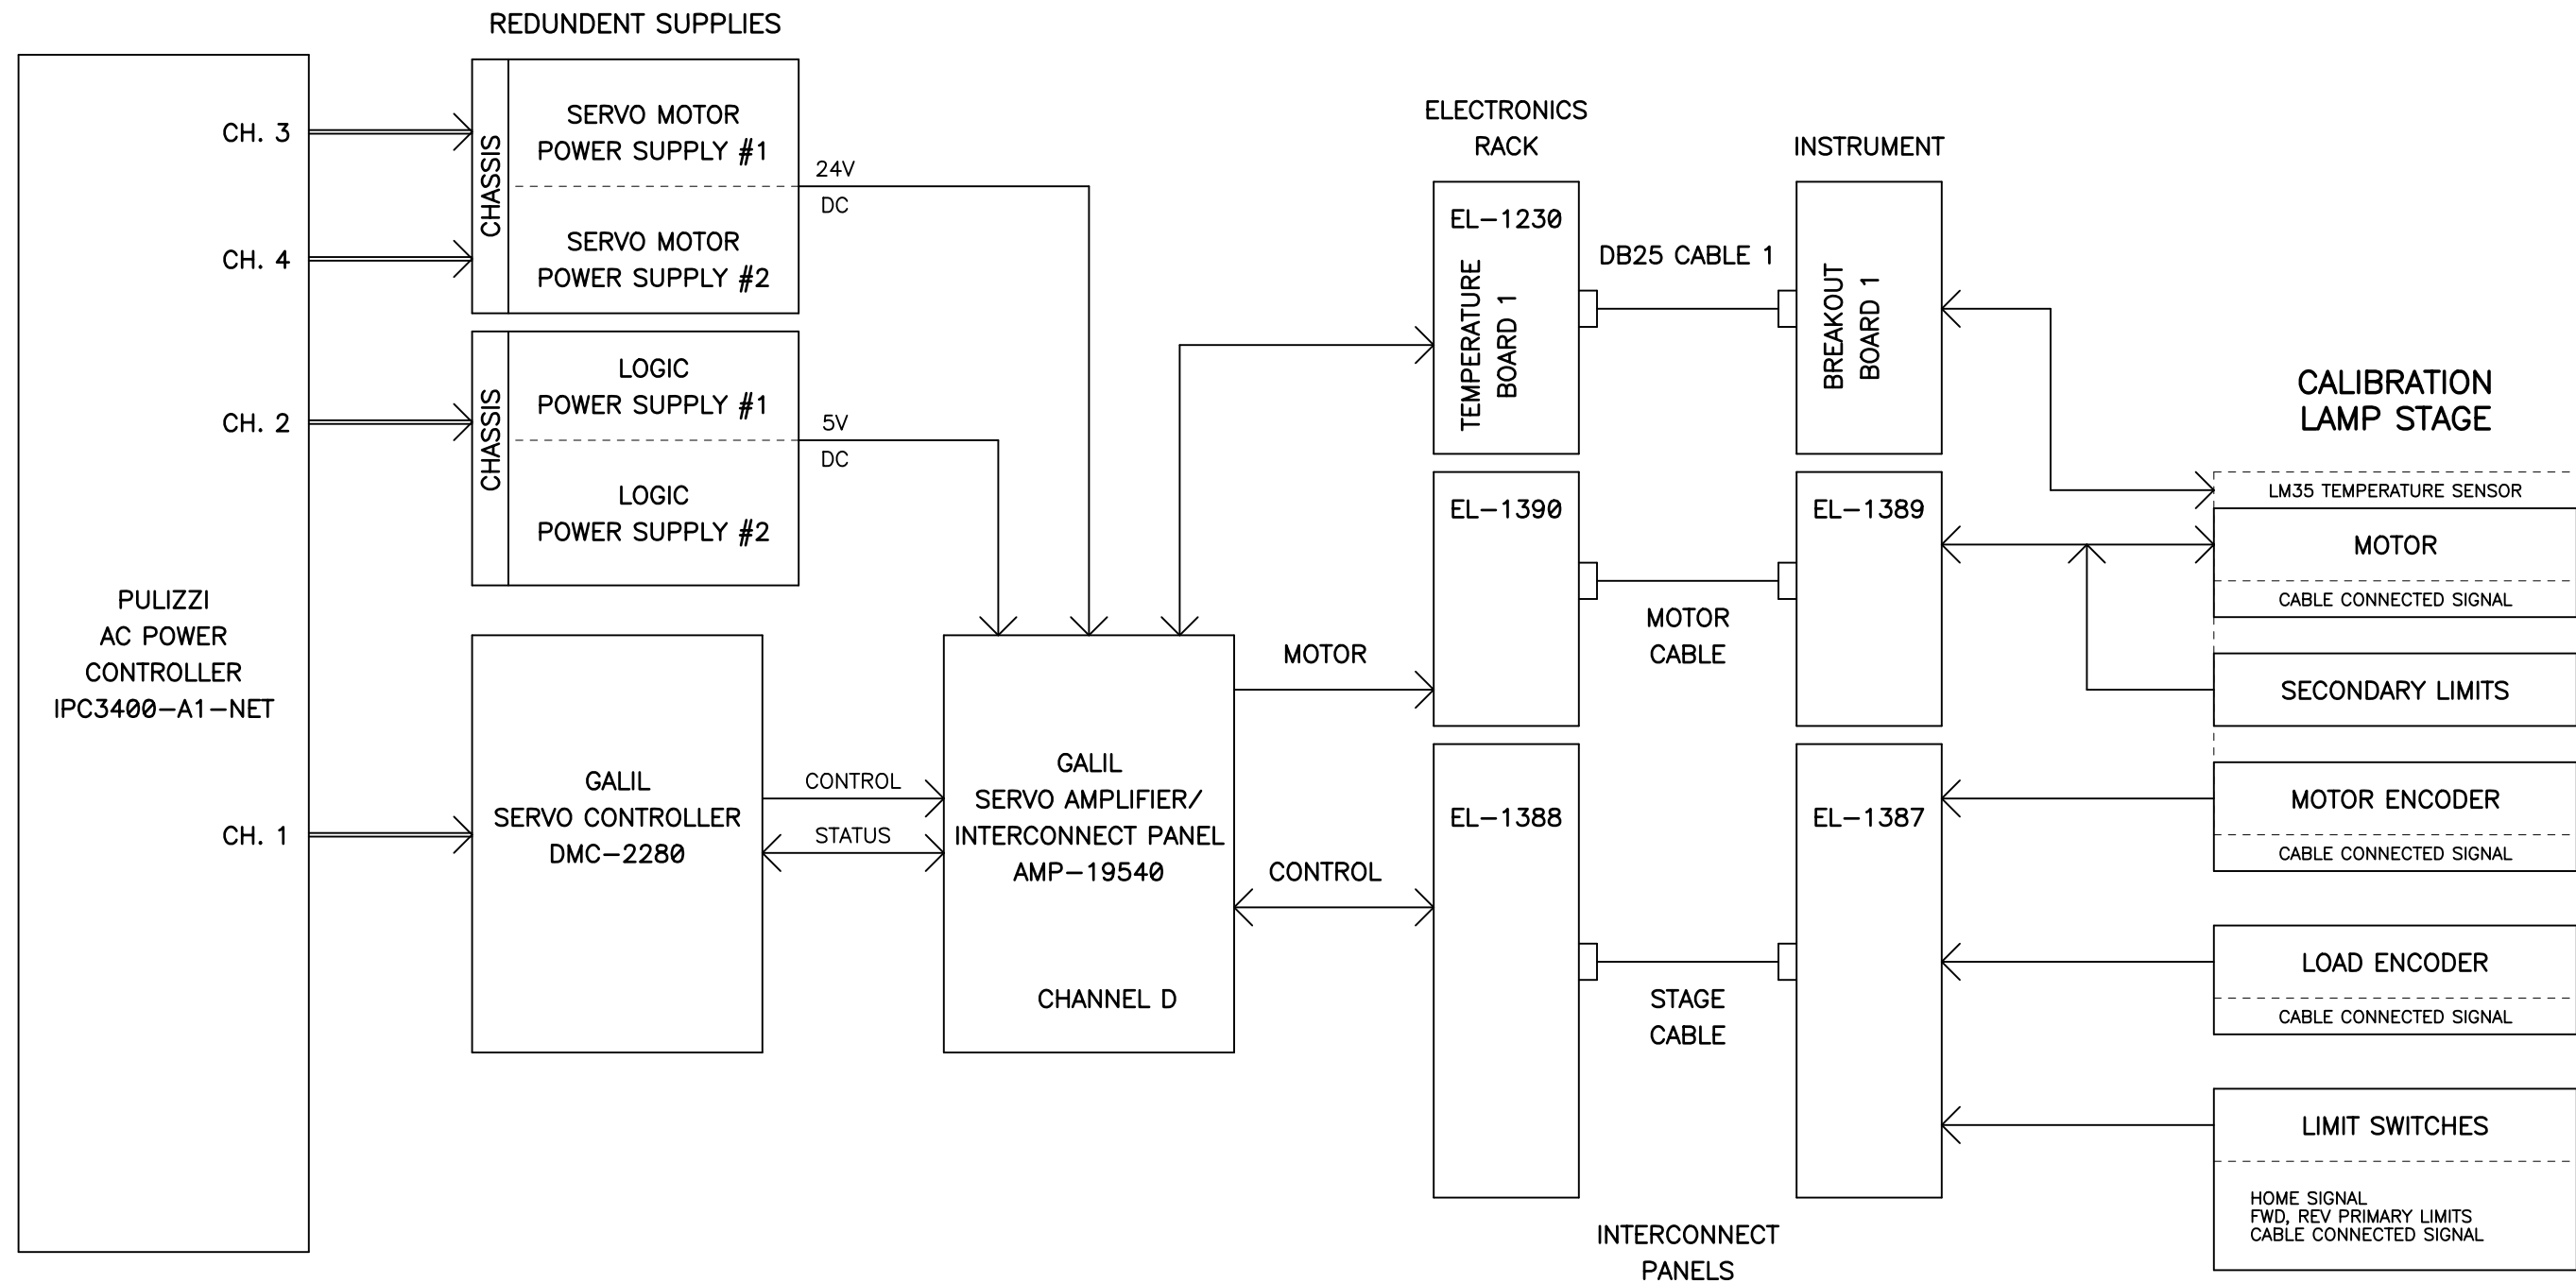 REDUNDENT SUPPLIES
PULIZZI
AC POWER
CONTROLLER
IPC3400-A1-NET
CH. 3
CH. 4
CH. 2
CH. 1
CHASSIS
SERVO MOTOR
POWER SUPPLY #1
SERVO MOTOR
POWER SUPPLY #2
24V
DC
CHASSIS
LOGIC
POWER SUPPLY #1
LOGIC
POWER SUPPLY #2
5V
DC
GALIL
SERVO CONTROLLER
DMC-2280
CONTROL
STATUS
GALIL
SERVO AMPLIFIER/
INTERCONNECT PANEL
AMP-19540
CHANNEL D
MOTOR
CONTROL
ELECTRONICS
RACK
EL-1230
TEMPERATURE
BOARD 1
DB25 CABLE 1
INSTRUMENT
BREAKOUT
BOARD 1
EL-1390
MOTOR
CABLE
EL-1389
EL-1388
STAGE
CABLE
EL-1387
INTERCONNECT
PANELS
CALIBRATION
LAMP STAGE
LM35 TEMPERATURE SENSOR
MOTOR
CABLE CONNECTED SIGNAL
SECONDARY LIMITS
MOTOR ENCODER
CABLE CONNECTED SIGNAL
LOAD ENCODER
CABLE CONNECTED SIGNAL
LIMIT SWITCHES
HOME SIGNAL
FWD, REV PRIMARY LIMITS
CABLE CONNECTED SIGNAL